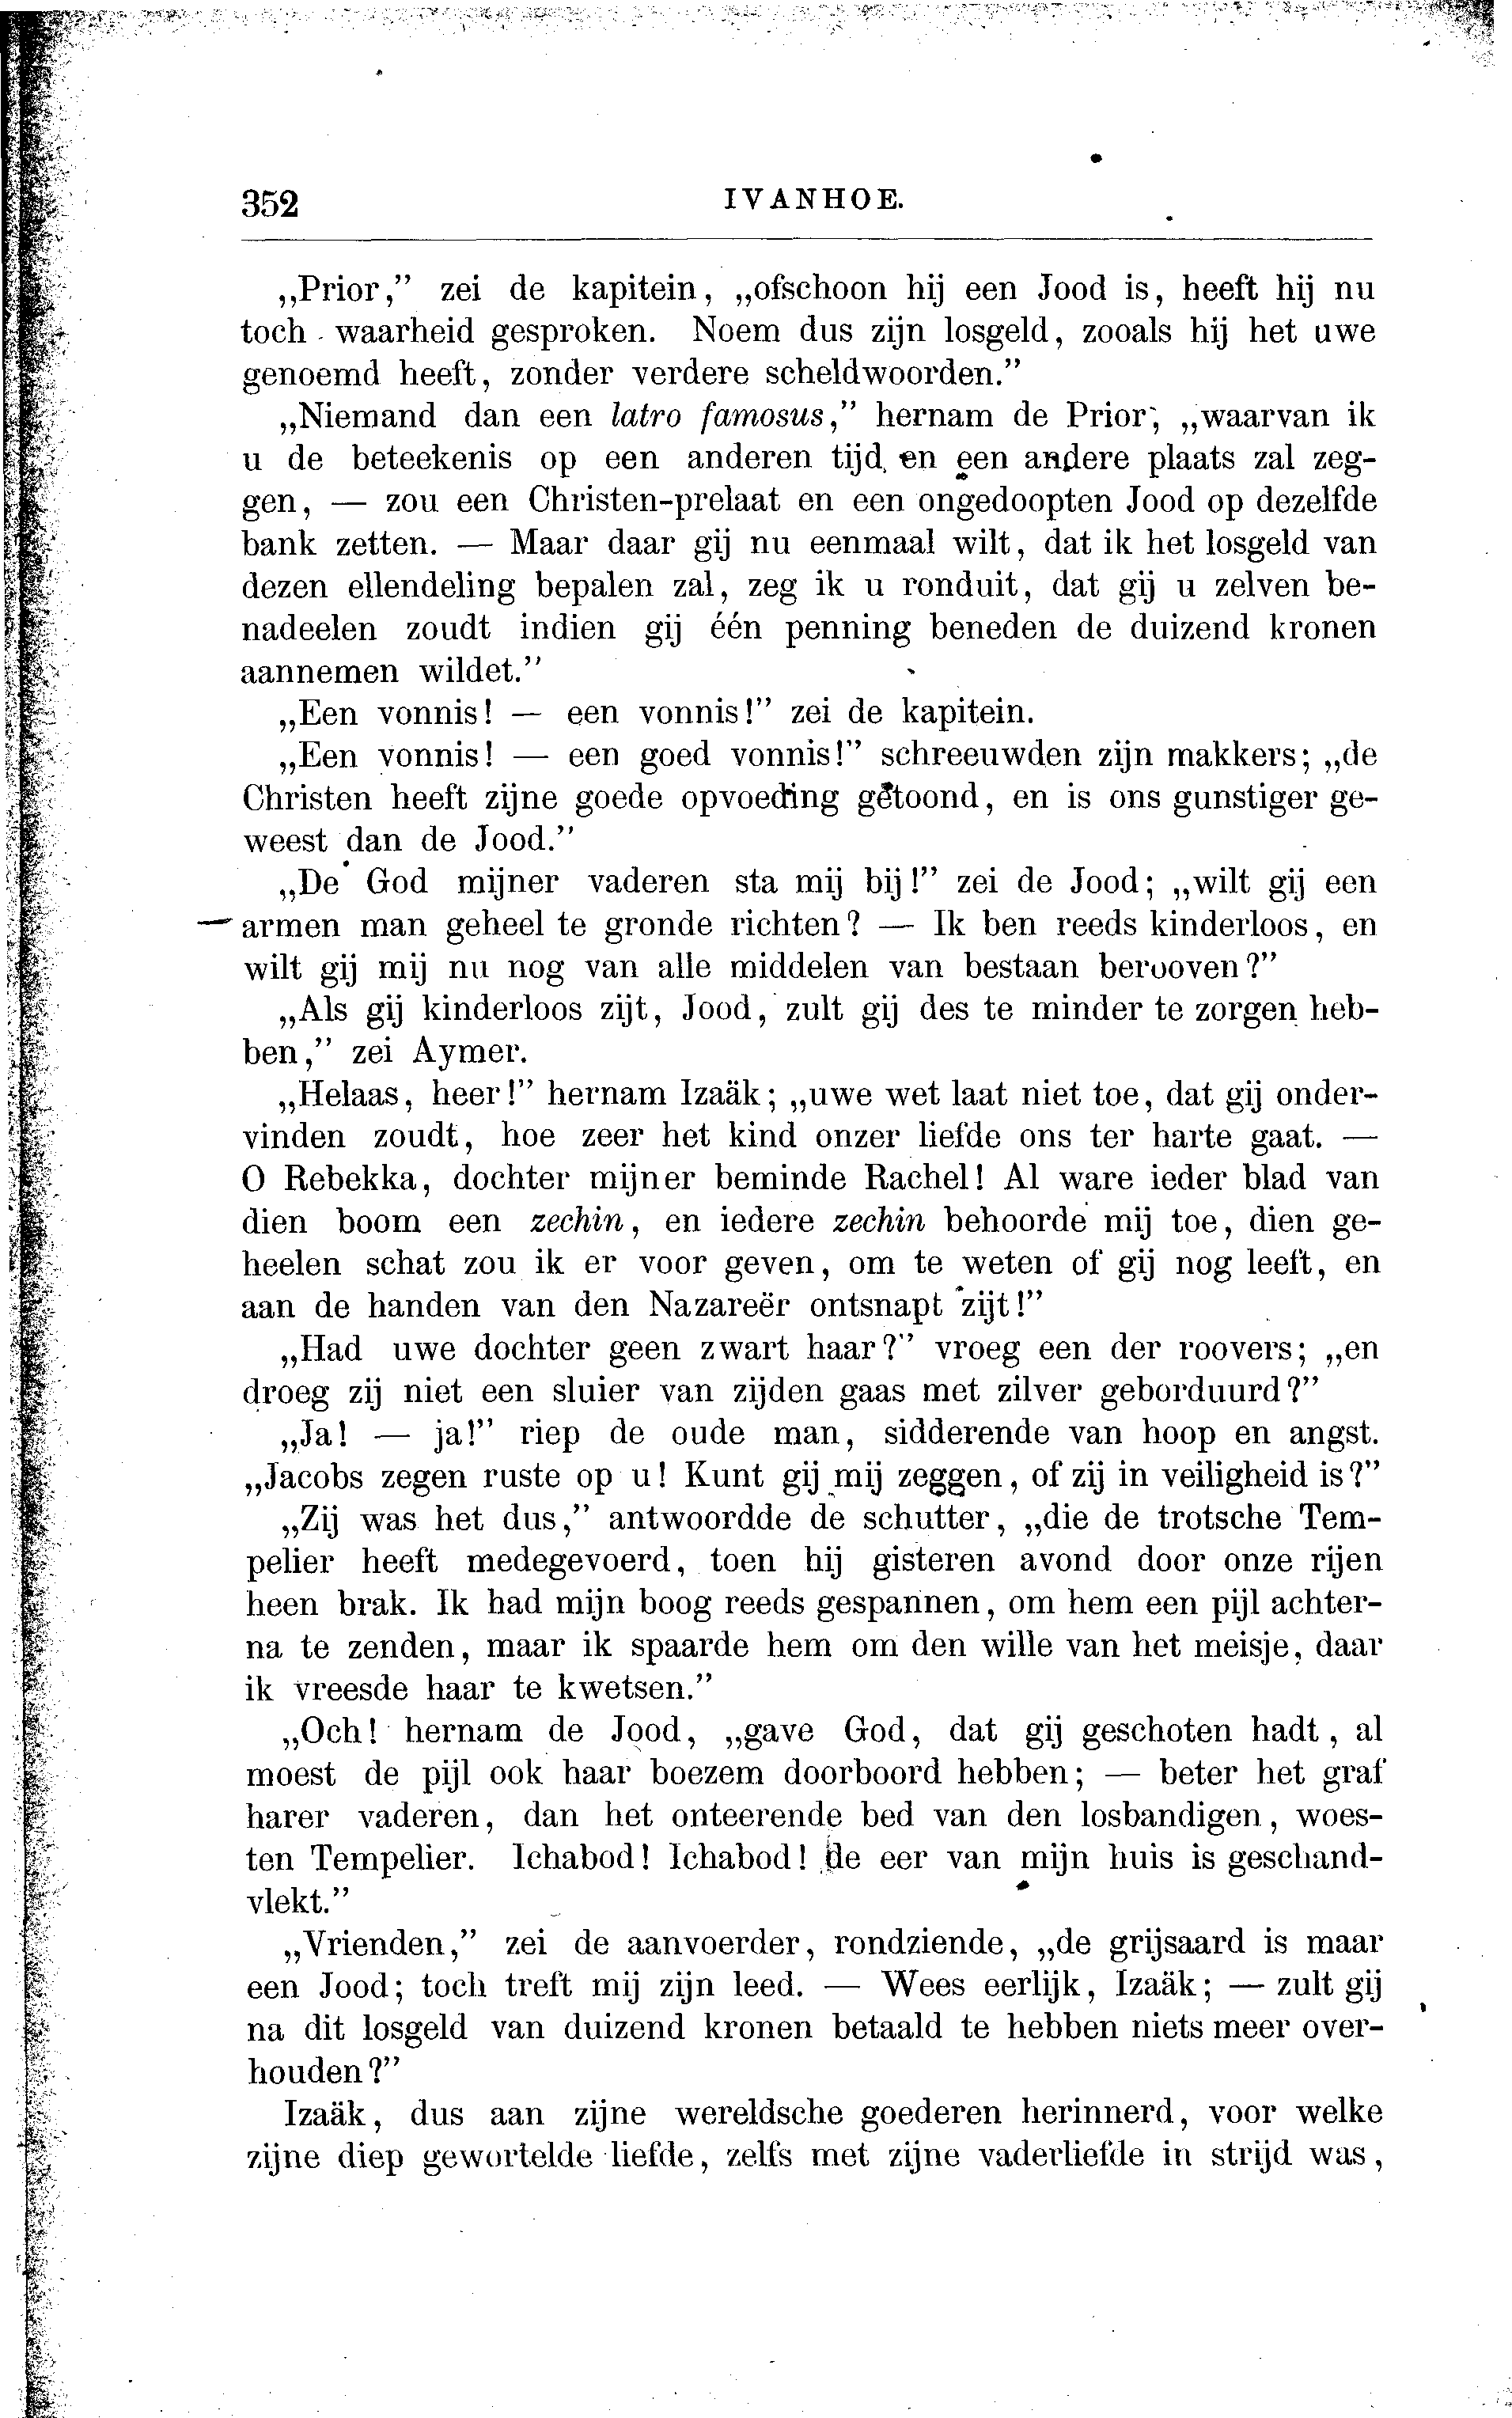 352
IVANHOE.
„Prior,” zei de kapitein, „ofschoon hij een Jood is, heeft hij nu
toch waarheid gesproken. Noem dus zijn losgeld, zooals hij het uwe
genoemd heeft, zonder verdere scheldwoorden.”
„Niemand dan een latro famosus,” hernam de Prior, „waarvan ik
u de beteekenis op een anderen tijd en een andere plaats zal zeg-
gen, — zou een Christen-prelaat en een ongedoopten Jood op dezelfde
bank zetten. — Maar daar gij nu eenmaal wilt, dat ik het losgeld van
dezen ellendeling bepalen zal, zeg ik u ronduit, dat gij u zelven be-
nadeelen zoudt indien gij één penning beneden de duizend kronen
aannemen wildet.”
„Een vonnis! — een vonnis!” zei de kapitein.
„Een vonnis! — een goed vonnis!” schreeuwden zijn makkers; „de
Christen heeft zijne goede opvoeding getoond, en is ons gunstiger ge-
weest dan de Jood.”
„De God mijner vaderen sta mij bij!” zei de Jood; „wilt gij een
armen man geheel te gronde richten? — Ik ben reeds kinderloos, en
wilt gij mij nu nog van alle middelen van bestaan berooven?”
„Als gij kinderloos zijt, Jood, zult gij des te minder te zorgen heb-
ben,” zei Aymer.
„Helaas, heer!” hernam Izaäk; „uwe wet laat niet toe, dat gij onder-
vinden zoudt, hoe zeer het kind onzer liefde ons ter harte gaat. —
O Rebekka, dochter mijner beminde Rachel! Al ware ieder blad van
dien boom een zechin, en iedere zechin behoorde mij toe, dien ge-
heelen schat zou ik er voor geven, om te weten of gij nog leeft, en
aan de handen van den Nazareër ontsnapt zijt!”
„Had uwe dochter geen zwart haar?” vroeg een der roovers; „en
droeg zij niet een sluier van zijden gaas met zilver geborduurd?”
„Ja! — ja!” riep de oude man, sidderende van hoop en angst.
„Jacobs zegen ruste op u! Kunt gij mij zeggen, of zij in veiligheid is?”
„Zij was het dus,” antwoordde de schutter, „die de trotsche Tem-
pelier heeft medegevoerd, toen hij gisteren avond door onze rijen
heen brak. Ik had mijn boog reeds gespannen, om hem een pijl achter-
na te zenden, maar ik spaarde hem om den wille van het meisje, daar
ik vreesde haar te kwetsen.”
„Och! hernam de Jood, „gave God, dat gij geschoten hadt, al
moest de pijl ook haar boezem doorboord hebben; — beter het graf
harer vaderen, dan het onteerende bed van den losbandigen, woes-
ten Tempelier. Ichabod! Ichabod! de eer van mijn huis is geschand-
vlekt.”
„Vrienden,” zei de aanvoerder, rondziende, „de grijsaard is maar
een Jood; toch treft mij zijn leed. — Wees eerlijk, Izaäk; — zult gij
na dit losgeld van duizend kronen betaald te hebben niets meer over-
houden?”
Izaäk, dus aan zijne wereldsche goederen herinnerd, voor welke
zijne diep gewortelde liefde, zelfs met zijne vaderliefde in strijd was,